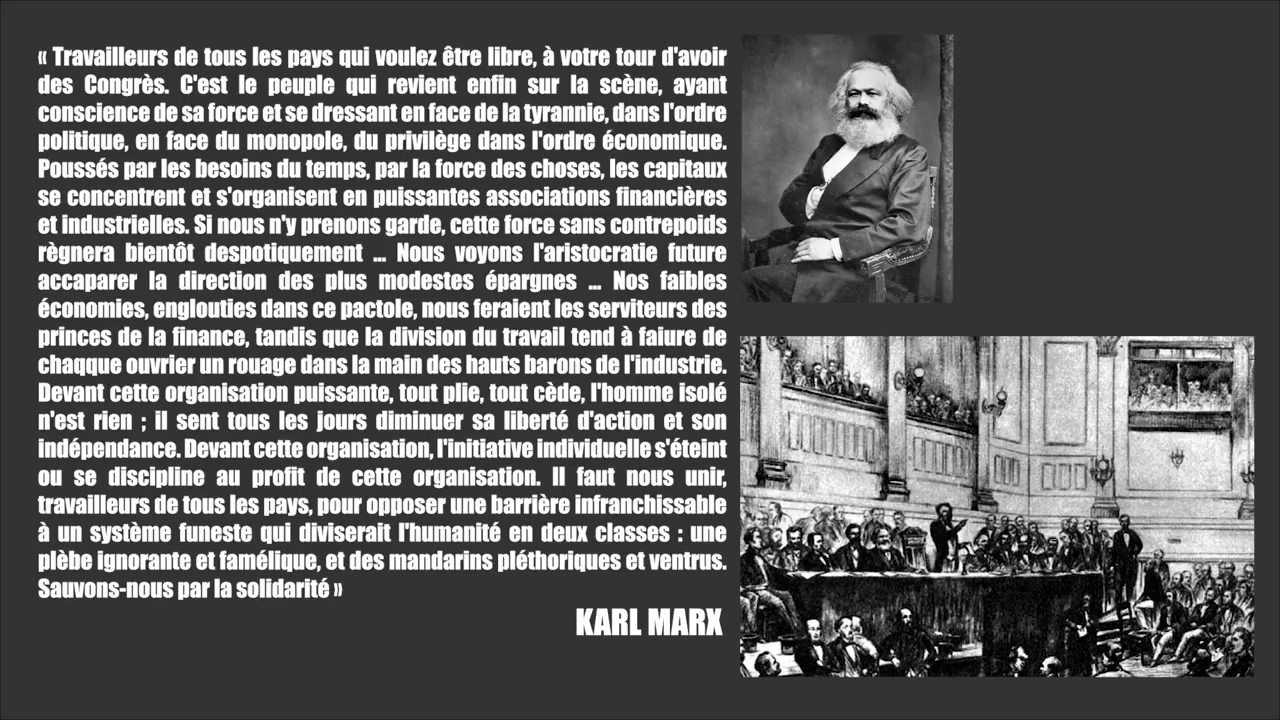 « Travailleurs de tous les pays qui voulez être libre, à votre tour d'avoir
des Congrès. C'est le peuple qui revient enfin sur la scène, ayant
conscience de sa force et se dressant en face de la tyrannie, dans l'ordre
politique, en face du monopole, du privilège dans l'ordre économique.
Poussés par les besoins du temps, par la force des choses, les capitaux
se concentrent et s'organisent en puissantes associations financières
et industrielles. Si nous n'y prenons garde, cette force sans contrepoids
règnera bientôt despotiquement ... Nous voyons l'aristocratie future
accaparer la direction des plus modestes épargnes ... Nos faibles
économies, englouties dans ce pactole, nous feraient les serviteurs des
princes de la finance, tandis que la division du travail tend à faiure de
chaqque ouvrier un rouage dans la main des hauts barons de l'industrie.
Devant cette organisation puissante, tout plie, tout cède, l'homme isolé
n'est rien ; il sent tous les jours diminuer sa liberté d'action et son
indépendance. Devant cette organisation, l'initiative individuelle s'éteint
ou se discipline au profit de cette organisation. Il faut nous unir,
travailleurs de tous les pays, pour opposer une barrière infranchissable
à un système funeste qui diviserait l'humanité en deux classes : une
plèbe ignorante et famélique, et des mandarins pléthoriques et ventrus.
Sauvons-nous par la solidarité »
KARL MARX